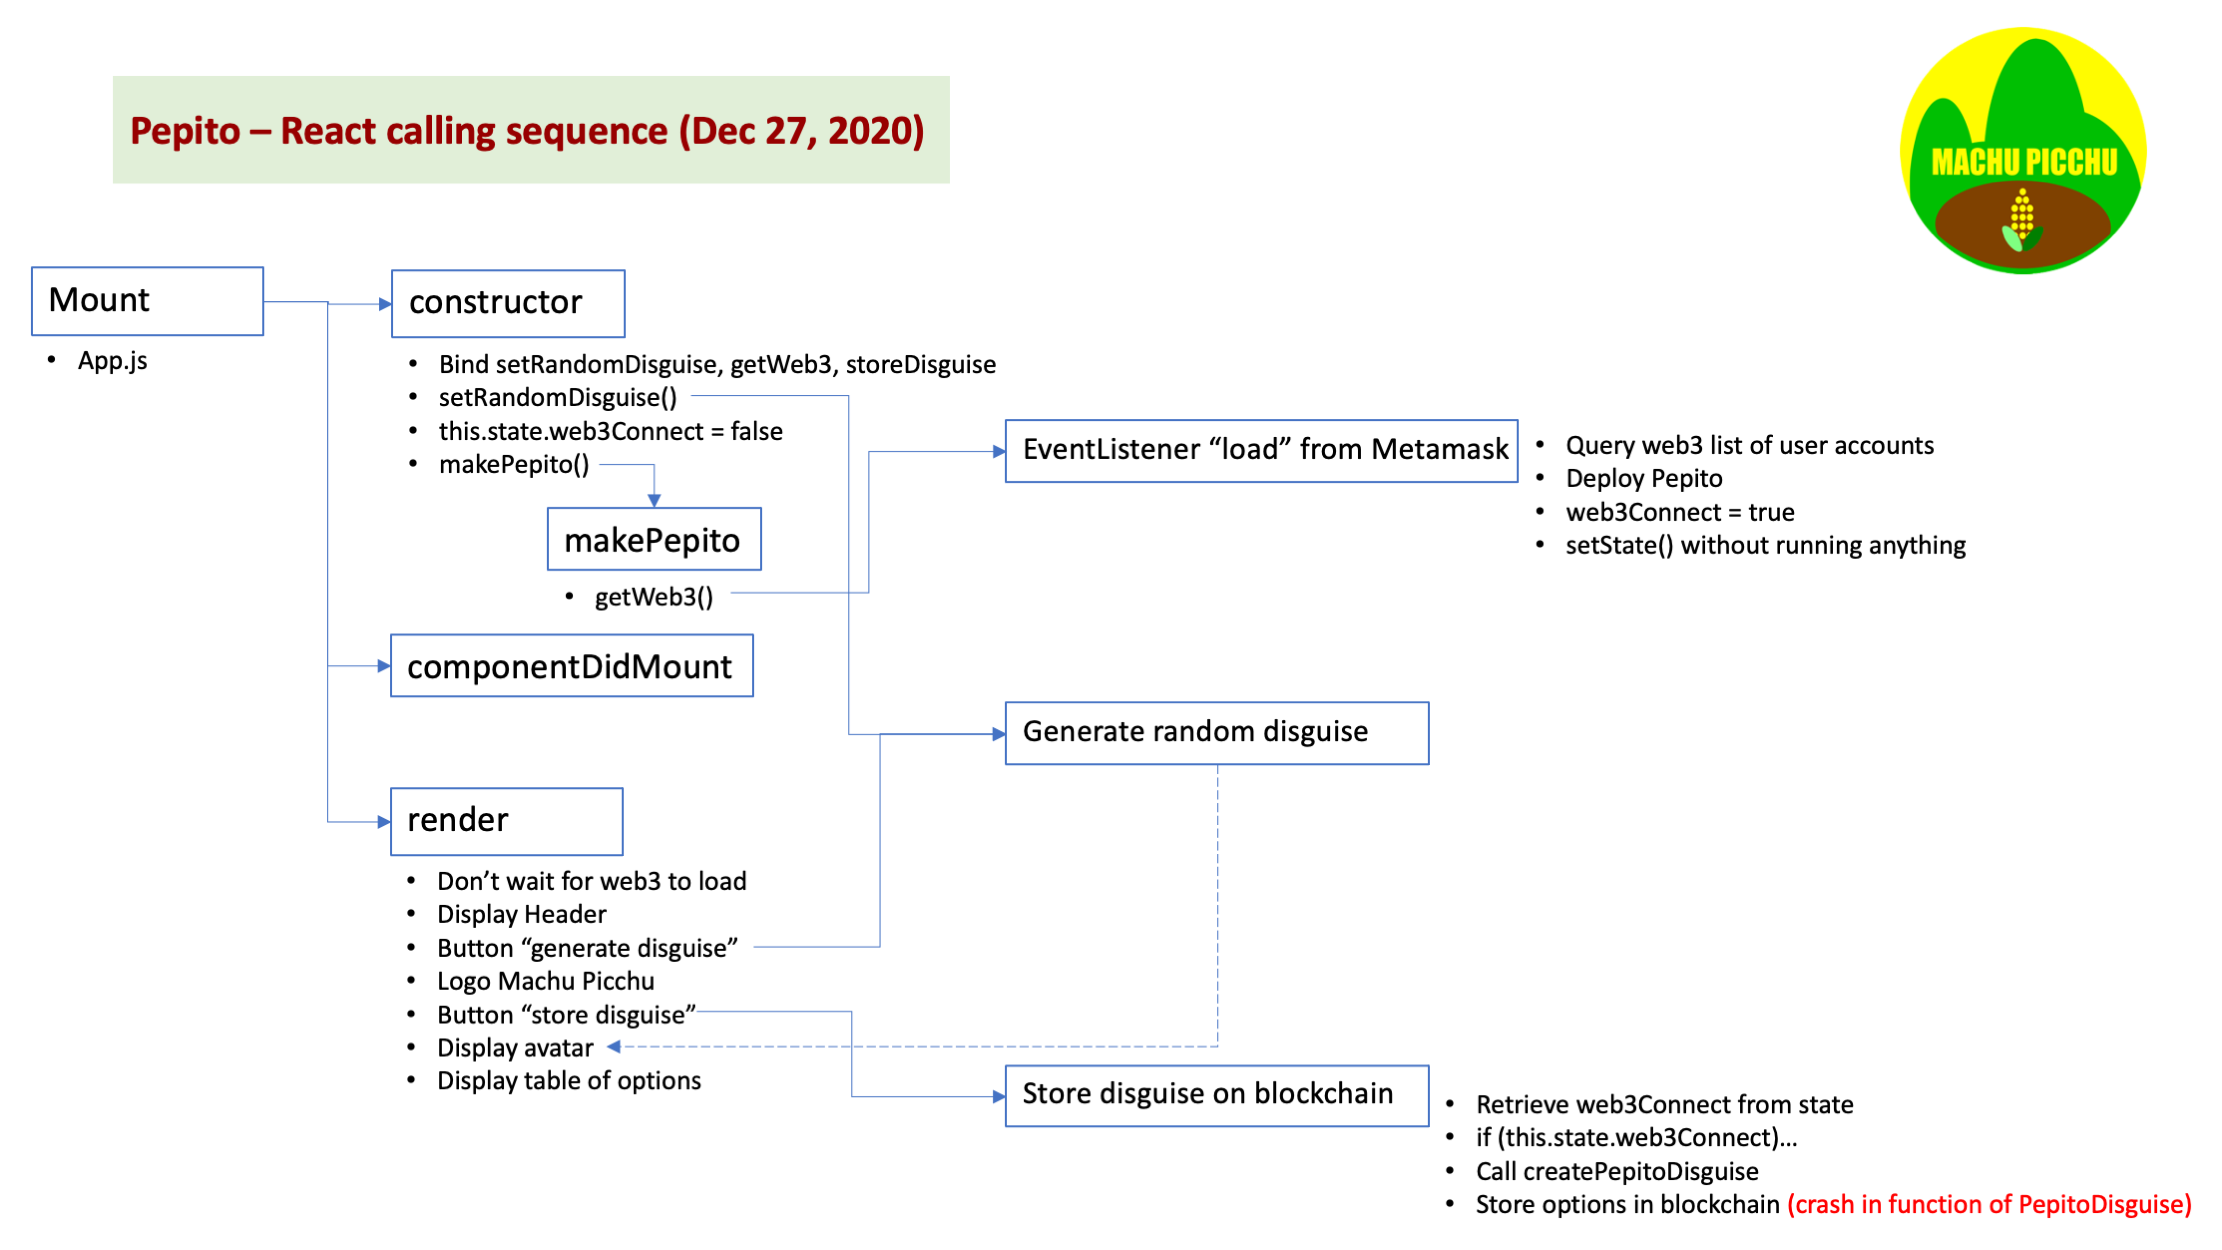 Pepito – React calling sequence (Dec 27, 2020)
MACHU PICCHU
Mount
• App.js
constructor
• Bind setRandomDisguise, getWeb3, storeDisguise
• setRandomDisguise()
• this.state.web3Connect = false
• makePepito()
makePepito
• getWeb3()
EventListener “load” from Metamask
• Query web3 list of user accounts
• Deploy Pepito
• web3Connect = true
• setState() without running anything
componentDidMount
Generate random disguise
render
• Don’t wait for web3 to load
• Display Header
• Button “generate disguise”
• Logo Machu Picchu
• Button “store disguise”
• Display avatar
• Display table of options
Store disguise on blockchain
• Retrieve web3Connect from state
• if (this.state.web3Connect)...
• Call createPepitoDisguise
• Store options in blockchain (crash in function of PepitoDisguise)